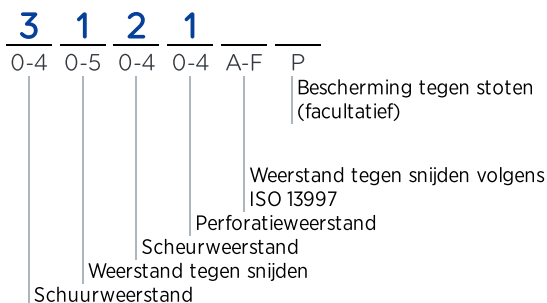 3 1 2 1
0-4 0-5 0-4 0-4 A-F P
Bescherming tegen stoten
(facultatief)
Weerstand tegen snijden volgens
ISO 13997
Perforatieweerstand
Scheurweerstand
Weerstand tegen snijden
Schuurweerstand